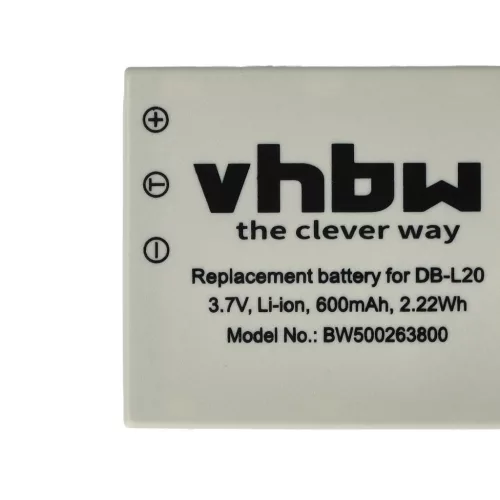 +
vhbw
T
the clever way
−
Replacement battery for DB-L20
3.7V, Li-ion, 600mAh, 2.22Wh
Model No.: BW500263800